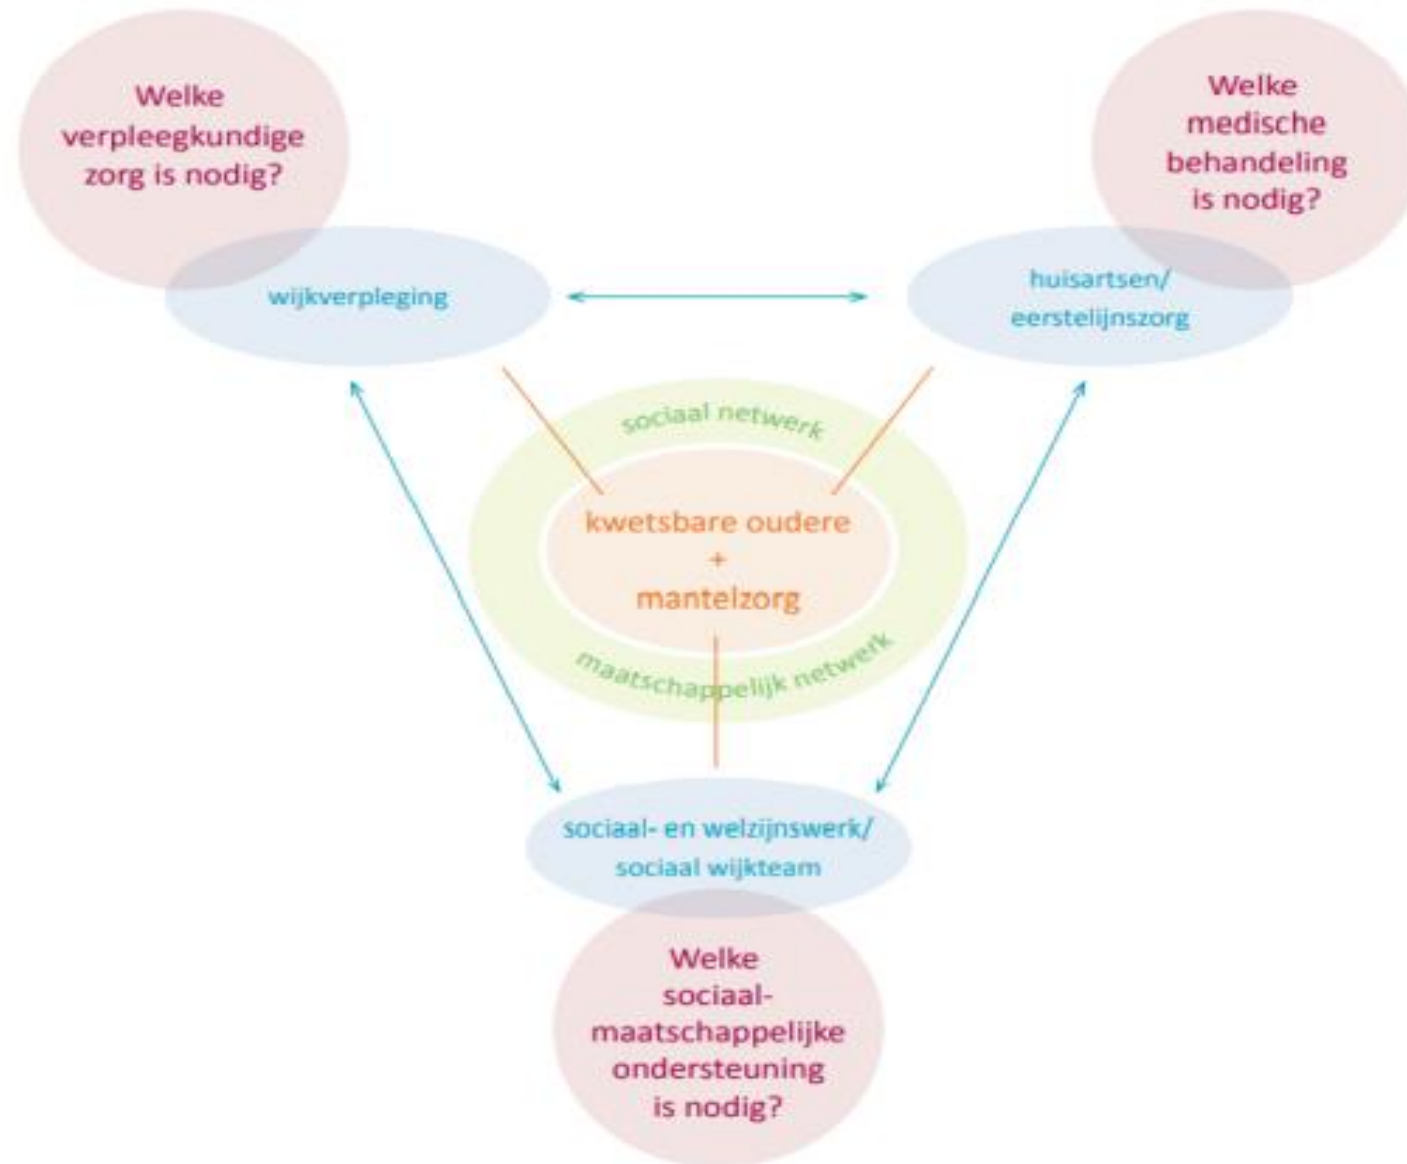 Welke
verpleegkundige
zorg is nodig?
Welke
medische
behandeling
is nodig?
wijkverpleging
huisartsen/
eerstelijnszorg
sociaal netwerk
kwetsbare oudere
+
mantelzorg
maatschappelijk netwerk
sociaal- en welzijnswerk/
sociaal wijkteam
Welke
sociaal-
maatschappelijke
ondersteuning
is nodig?